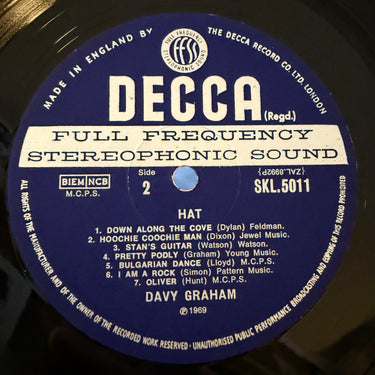 MADE IN ENGLAND BY
THE DECCA RECORD CO. LTD. LONDON
FULL FREQUENCY
ffss
STEREOPHONIC SOUND
DECCA (Regd.)
FULL FREQUENCY
STEREOPHONIC SOUND
BIEM NCB
M.C.P.S.
Side
2
(ZAL.8992)P{
SKL.5011
HAT
1. DOWN ALONG THE COVE (Dylan) Feldman.
2. HOOCHIE COOCHIE MAN (Dixon) Jewel Music.
3. STAN'S GUITAR (Watson) Watson.
4. PRETTY PODLY (Graham) Young Music.
5. BULGARIAN DANCE (Lloyd) M.C.P.S.
6. I AM A ROCK (Simon) Pattern Music.
7. OLIVER (Hunt) M.C.P.S.
DAVY GRAHAM
℗1969
ALL RIGHTS OF THE MANUFACTURER AND OF THE OWNER OF THE RECORDED WORK RESERVED · UNAUTHORISED PUBLIC PERFORMANCE BROADCASTING AND COPYING OF THIS RECORD PROHIBITED